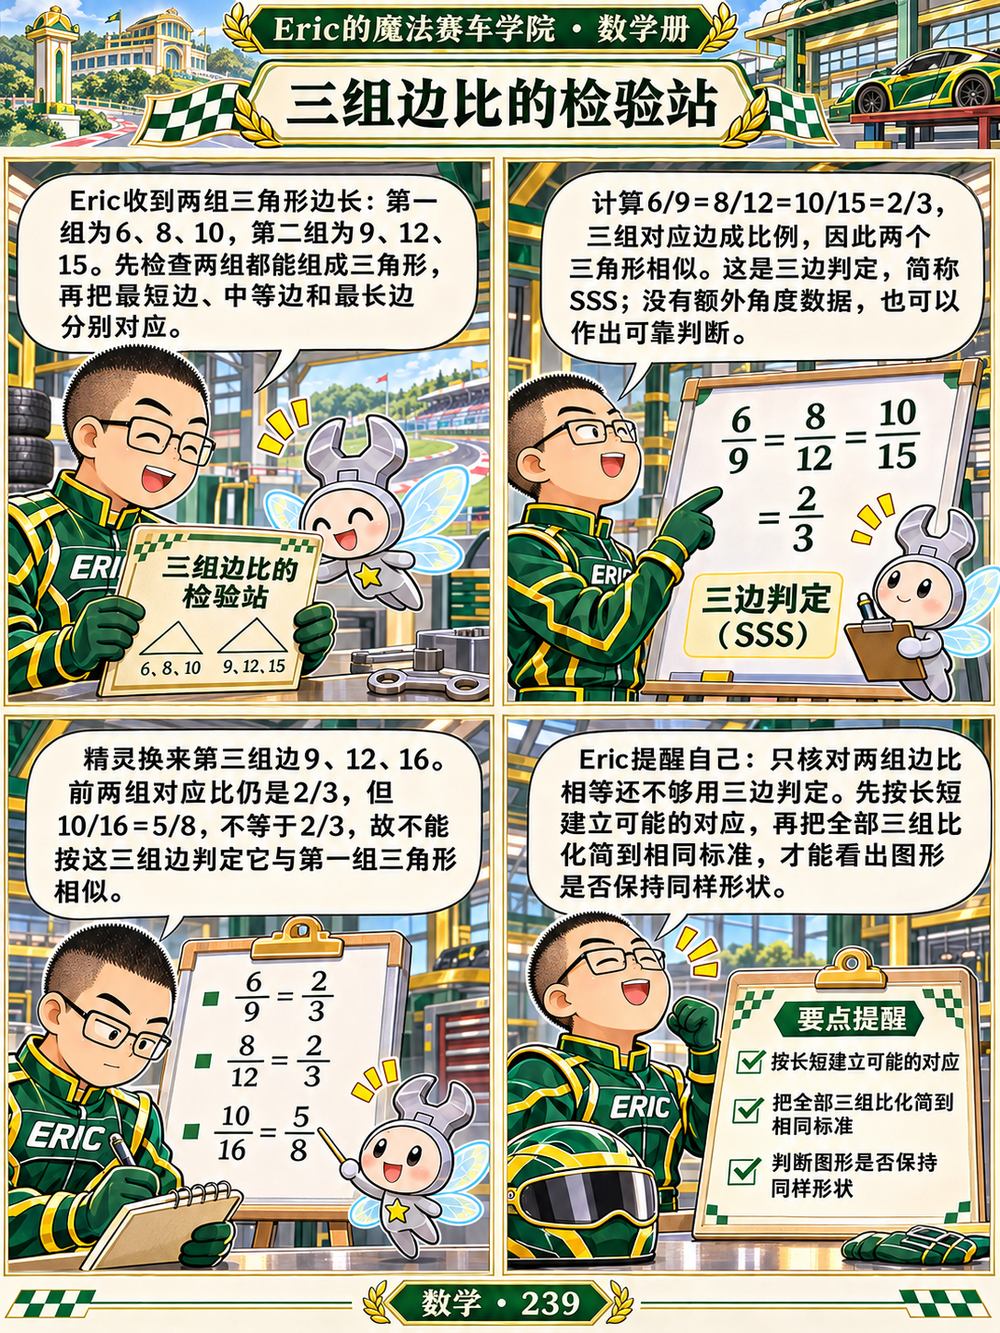 Eric的魔法赛车学院 · 数学册
三组边比的检验站
Eric收到两组三角形边长：第一
组为6、8、10，第二组为9、12、
15。先检查两组都能组成三角形，
再把最短边、中等边和最长边
分别对应。
ERIC
三组边比的
检验站
6、8、10
9、12、15
计算6/9=8/12=10/15=2/3，
三组对应边成比例，因此两个
三角形相似。这是三边判定，简称
SSS；没有额外角度数据，也可以
作出可靠判断。
6/9 = 8/12 = 10/15
= 2/3
ERIC
三边判定
（SSS）
精灵换来第三组边9、12、16。
前两组对应比仍是2/3，但
10/16=5/8，不等于2/3，故不能
按这三组边判定它与第一组三角形
相似。
6/9 = 2/3
8/12 = 2/3
10/16 = 5/8
ERIC
Eric提醒自己：只核对两组边比
相等还不够用三边判定。先按长短
建立可能的对应，再把全部三组比
化简到相同标准，才能看出图形
是否保持同样形状。
要点提醒
按长短建立可能的对应
把全部三组比化简到
相同标准
判断图形是否保持
同样形状
ERIC
数学 · 239